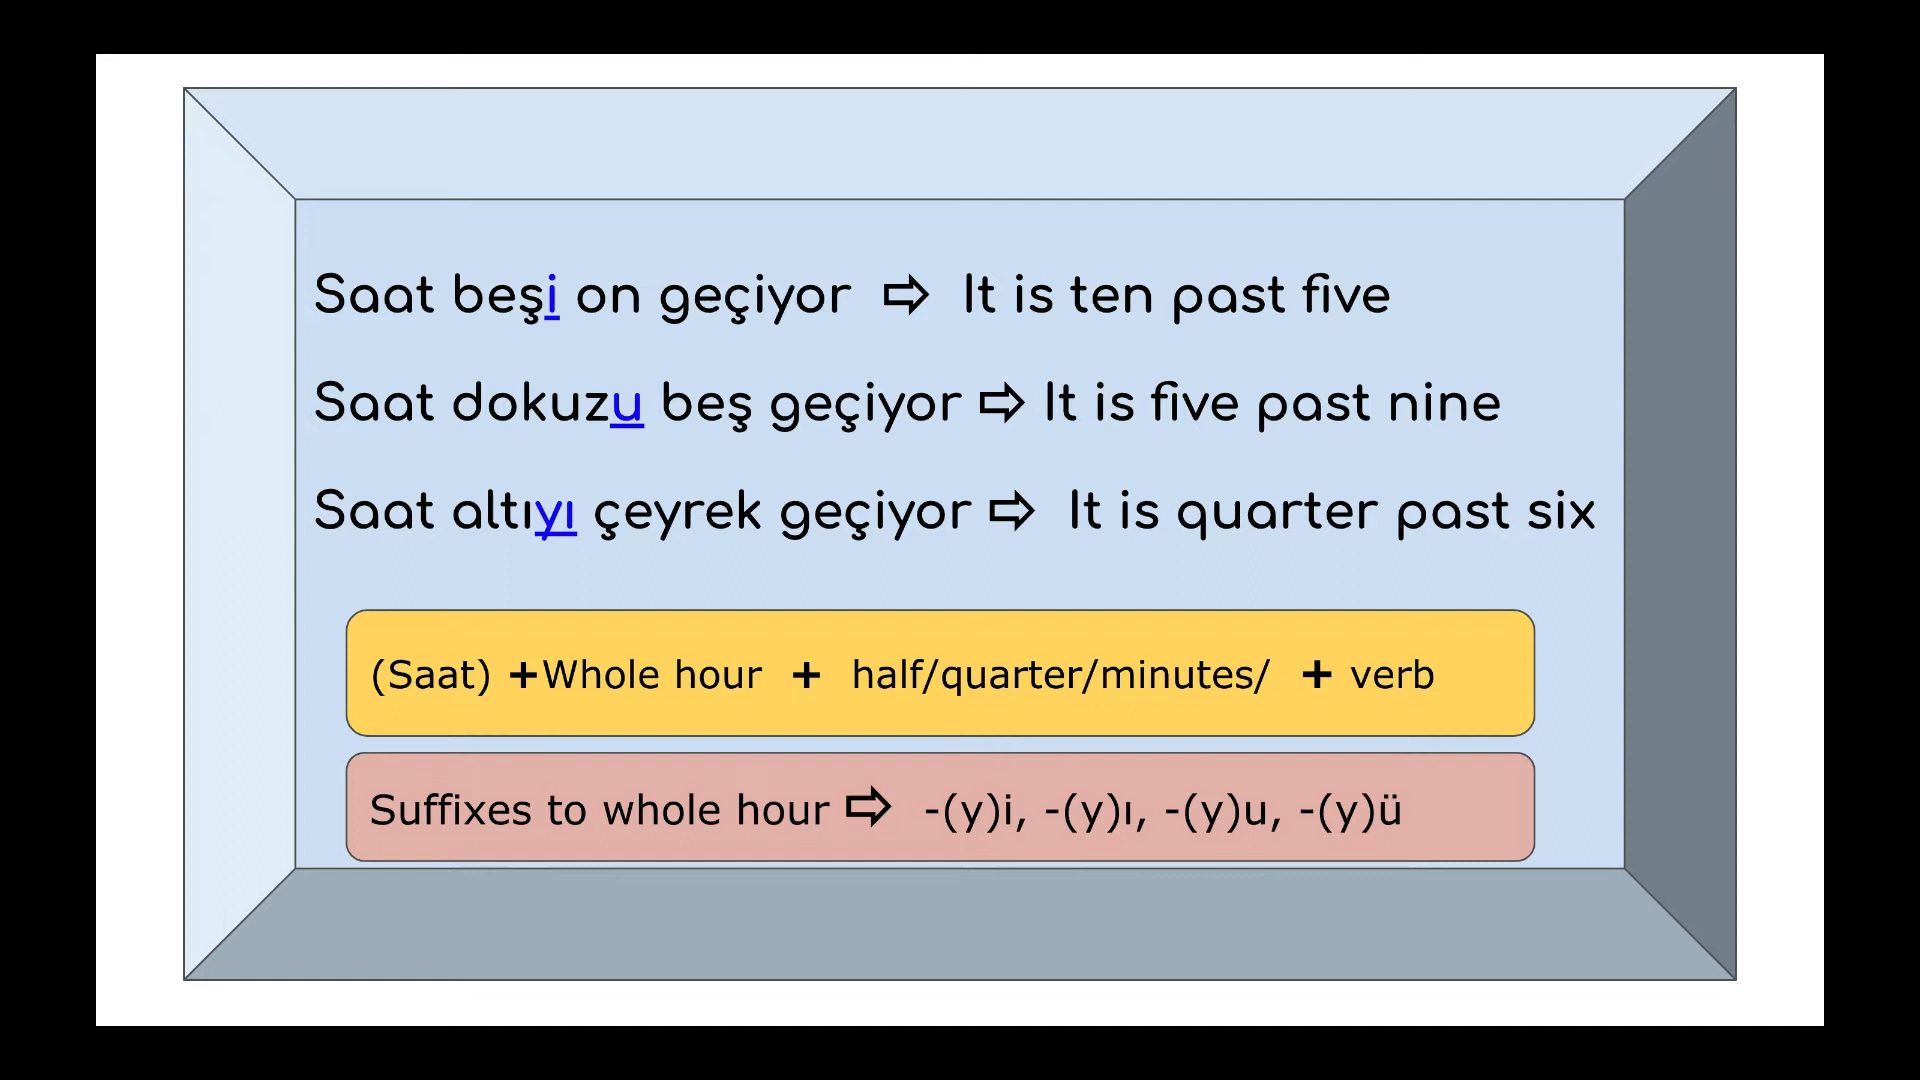 Saat beşi on geçiyor ⇨ It is ten past five
Saat dokuzu beş geçiyor ⇨ It is five past nine
Saat altıyı çeyrek geçiyor ⇨ It is quarter past six
(Saat) +Whole hour + half/quarter/minutes/ + verb
Suffixes to whole hour ⇨ -(y)i, -(y)ı, -(y)u, -(y)ü